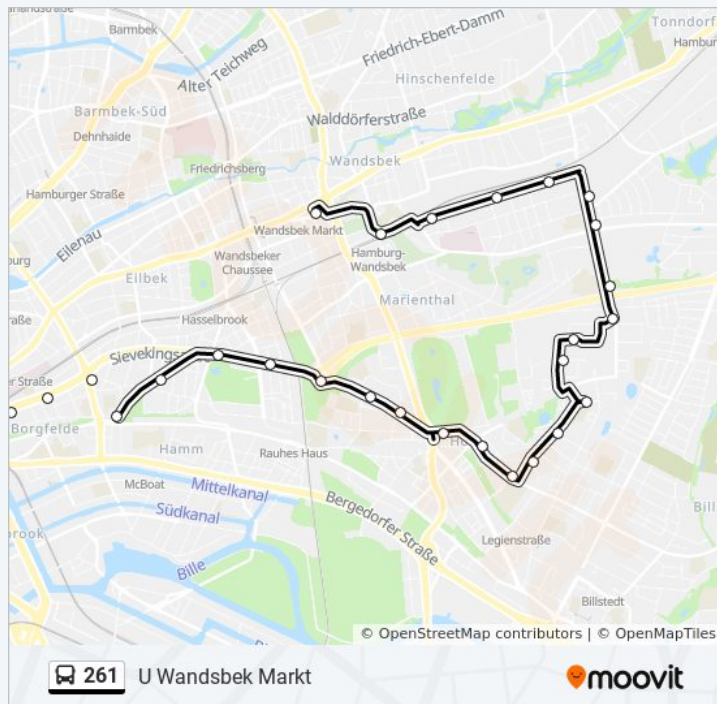 Tonndorf
Hamburg
Barmbek
Friedrich-Ebert-Damm
Alter Teichweg
Hinschenfelde
Barmbek-Süd
Walddörferstraße
Dehnhaide
Wandsbek
Friedrichsberg
Hamburger Straße
Wandsbek Markt
Eilenau
Wandsbeker
Chaussee
Hamburg-
Wandsbek
Eilbek
Marienthal
Hasselbrook
Borgfelde
Hamm
Rauhes Haus
McBoat
Mittelkanal
Südkanal
Bergedorfer Straße
Bille
Legienstraße
Billstedt
© OpenStreetMap contributors | © OpenMapTiles
261 U Wandsbek Markt
moovit